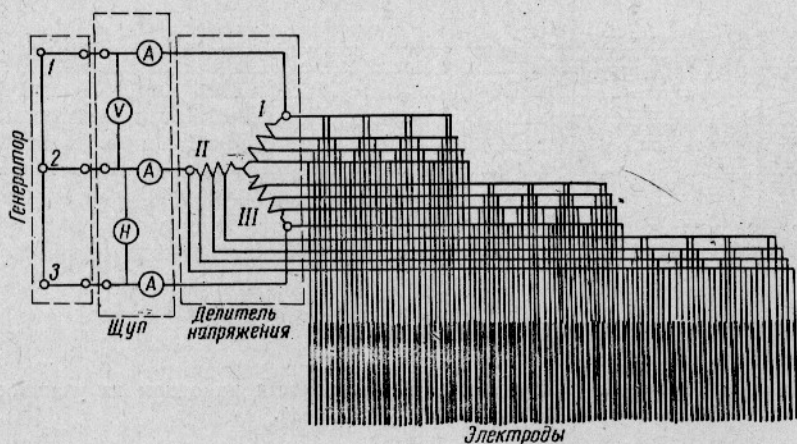 Генератор
1
2
3
A
V
A
H
A
I
II
III
Щуп
Делитель
напряжения
Электроды